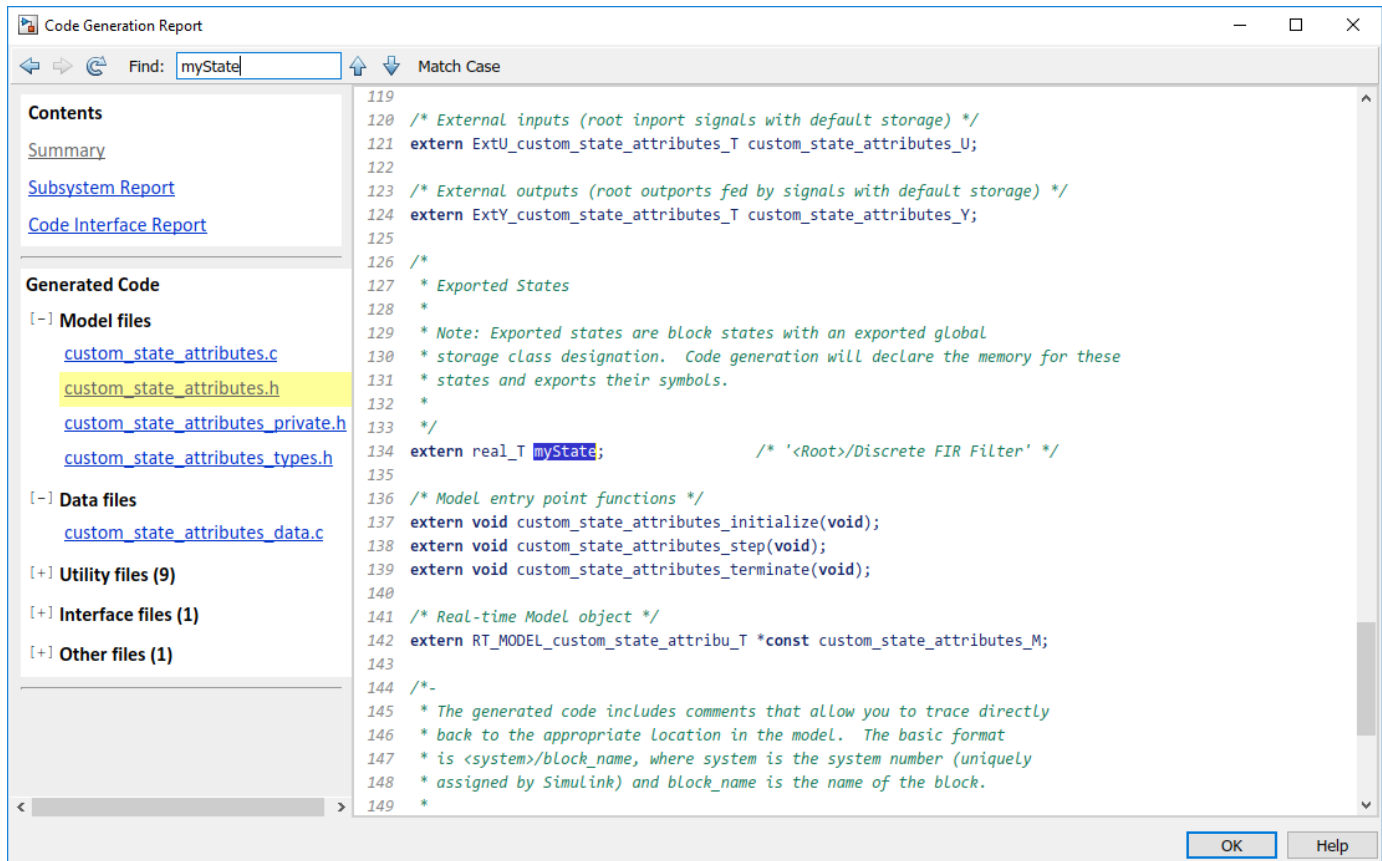 Code Generation Report
Find: myState Match Case
Contents
Summary
Subsystem Report
Code Interface Report
Generated Code
[-] Model files
custom_state_attributes.c
custom_state_attributes.h
custom_state_attributes_private.h
custom_state_attributes_types.h
[-] Data files
custom_state_attributes_data.c
[+] Utility files (9)
[+] Interface files (1)
[+] Other files (1)
119
120 /* External inputs (root inport signals with default storage) */
121 extern ExtU_custom_state_attributes_T custom_state_attributes_U;
122
123 /* External outputs (root outports fed by signals with default storage) */
124 extern ExtY_custom_state_attributes_T custom_state_attributes_Y;
125
126 /*
127  * Exported States
128  *
129  * Note: Exported states are block states with an exported global
130  * storage class designation.  Code generation will declare the memory for these
131  * states and exports their symbols.
132  *
133  */
134 extern real_T myState;                  /* '<Root>/Discrete FIR Filter' */
135
136 /* Model entry point functions */
137 extern void custom_state_attributes_initialize(void);
138 extern void custom_state_attributes_step(void);
139 extern void custom_state_attributes_terminate(void);
140
141 /* Real-time Model object */
142 extern RT_MODEL_custom_state_attribu_T *const custom_state_attributes_M;
143
144 /*-
145  * The generated code includes comments that allow you to trace directly
146  * back to the appropriate location in the model.  The basic format
147  * is <system>/block_name, where system is the system number (uniquely
148  * assigned by Simulink) and block_name is the name of the block.
149  *
OK Help